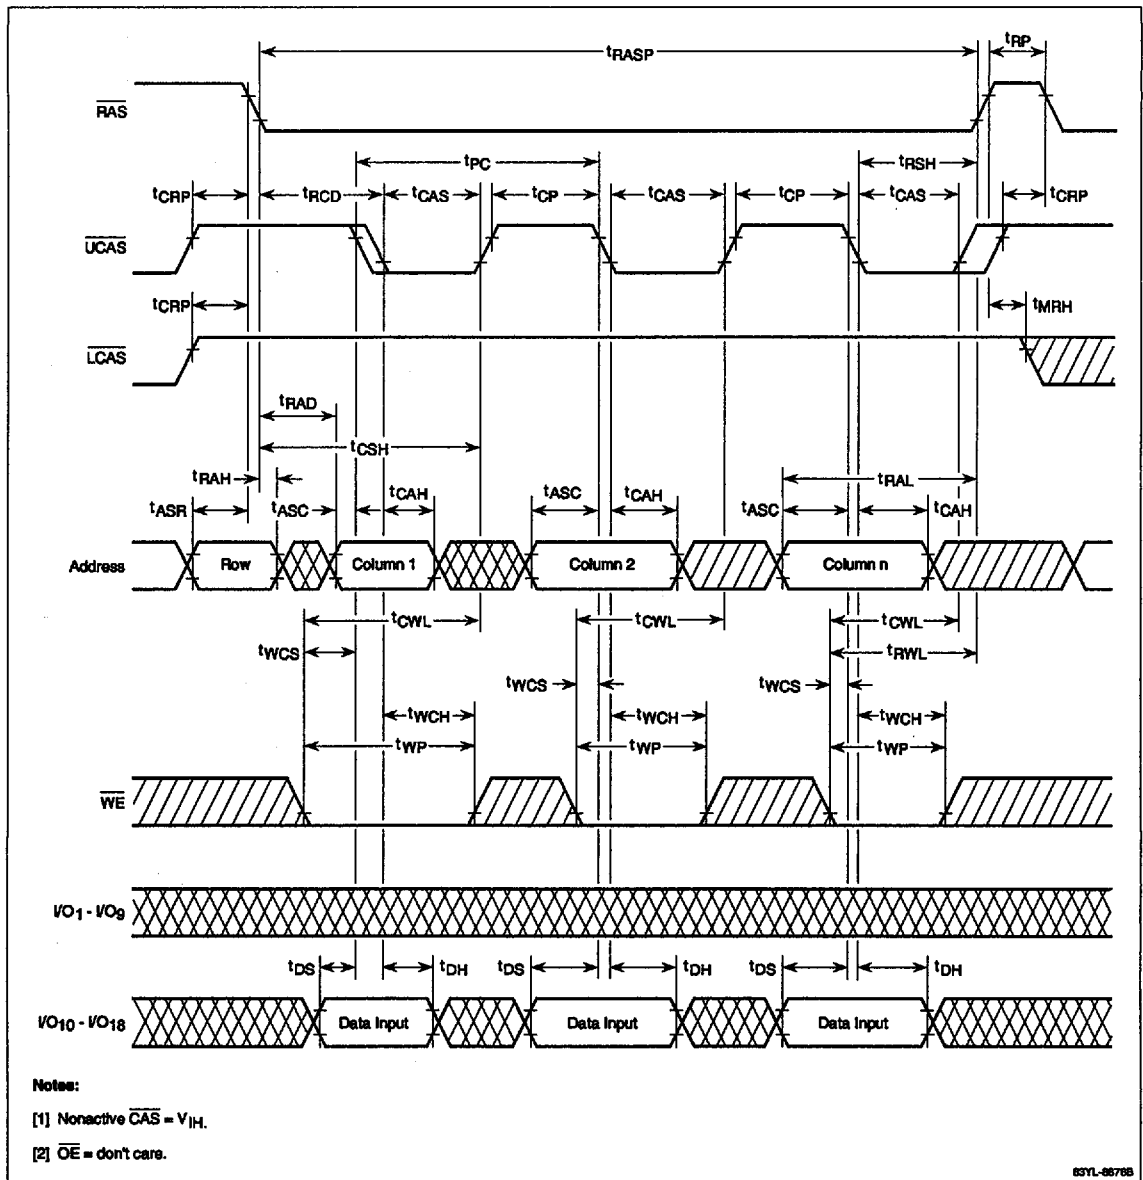 tRASP tRP
RAS
tPC tRSH
tCRP tRCD tCAS tCP tCAS tCP tCAS tCRP
UCAS
tCRP tMRH
LCAS
tRAD
tCSH
tRAH tRAL
tASR tASC tCAH tASC tCAH tASC tCAH
Address Row Column 1 Column 2 Column n
tCWL tCWL tCWL
tWCS tRWL
tWCS tWCS
tWCH tWCH tWCH
tWP tWP tWP
WE
I/O1 - I/O9
tDS tDH tDS tDH tDS tDH
I/O10 - I/O18 Data Input Data Input Data Input
Notes:
[1] Nonactive CAS = VIH.
[2] OE = don't care.
83YL-8878B